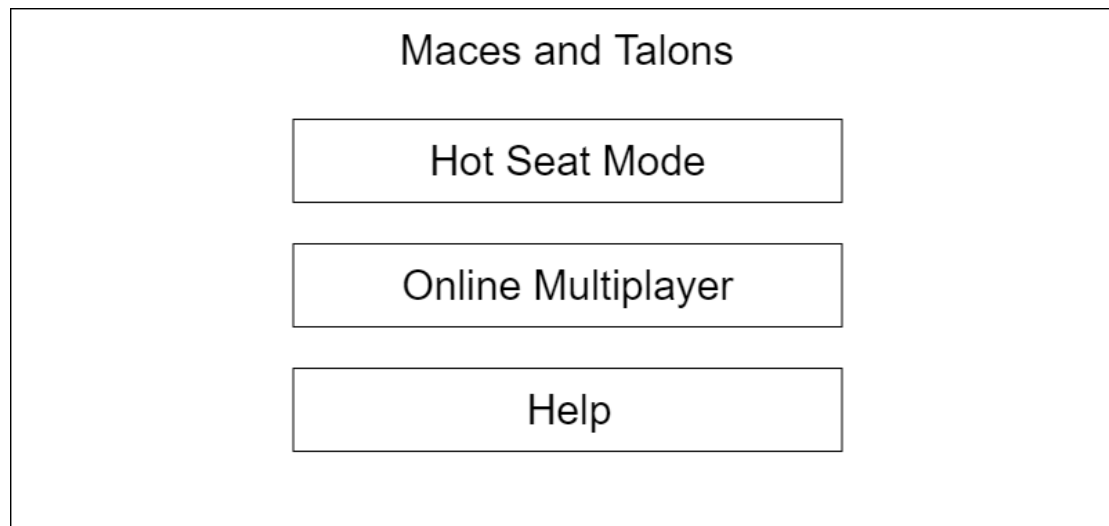 Maces and Talons
Hot Seat Mode
Online Multiplayer
Help